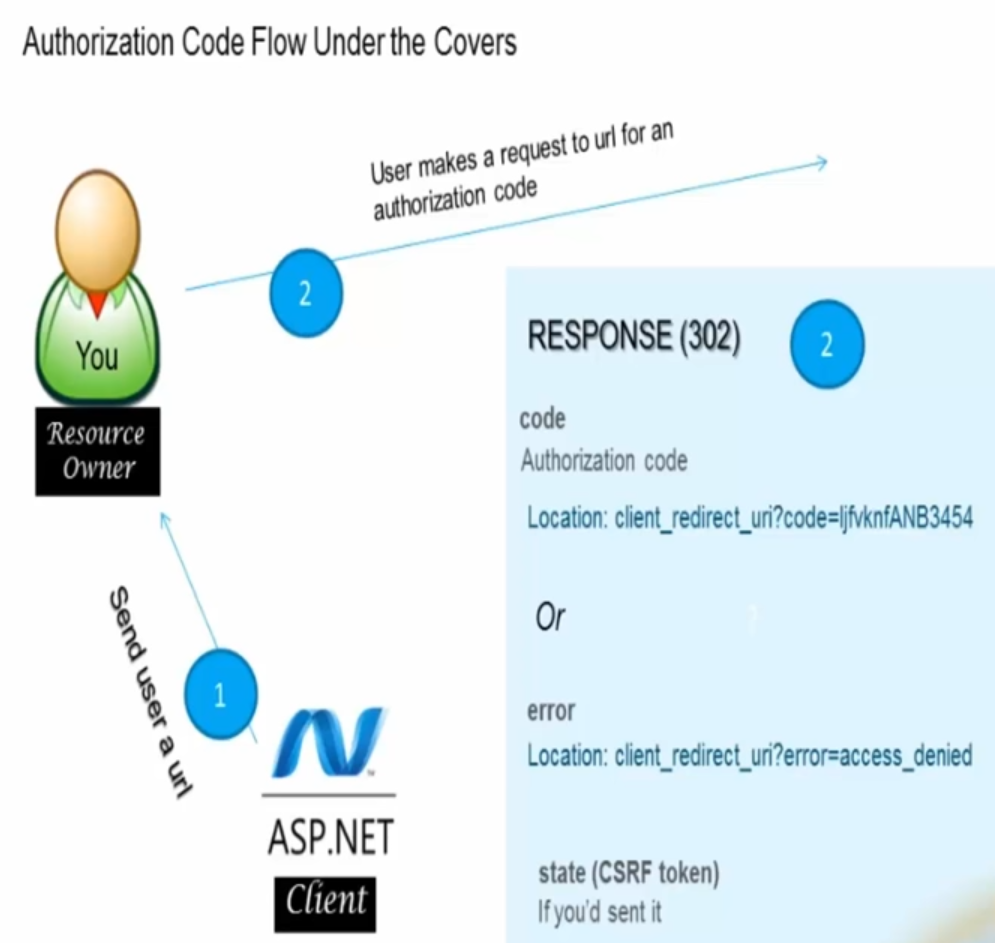 Authorization Code Flow Under the Covers
User makes a request to url for an
authorization code
2
You
Resource
Owner
RESPONSE (302)
2
code
Authorization code
Location: client_redirect_uri?code=ljfvknfANB3454
Or
?
error
Location: client_redirect_uri?error=access_denied
state (CSRF token)
If you'd sent it
Send user a url
1
TM
ASP.NET
Client